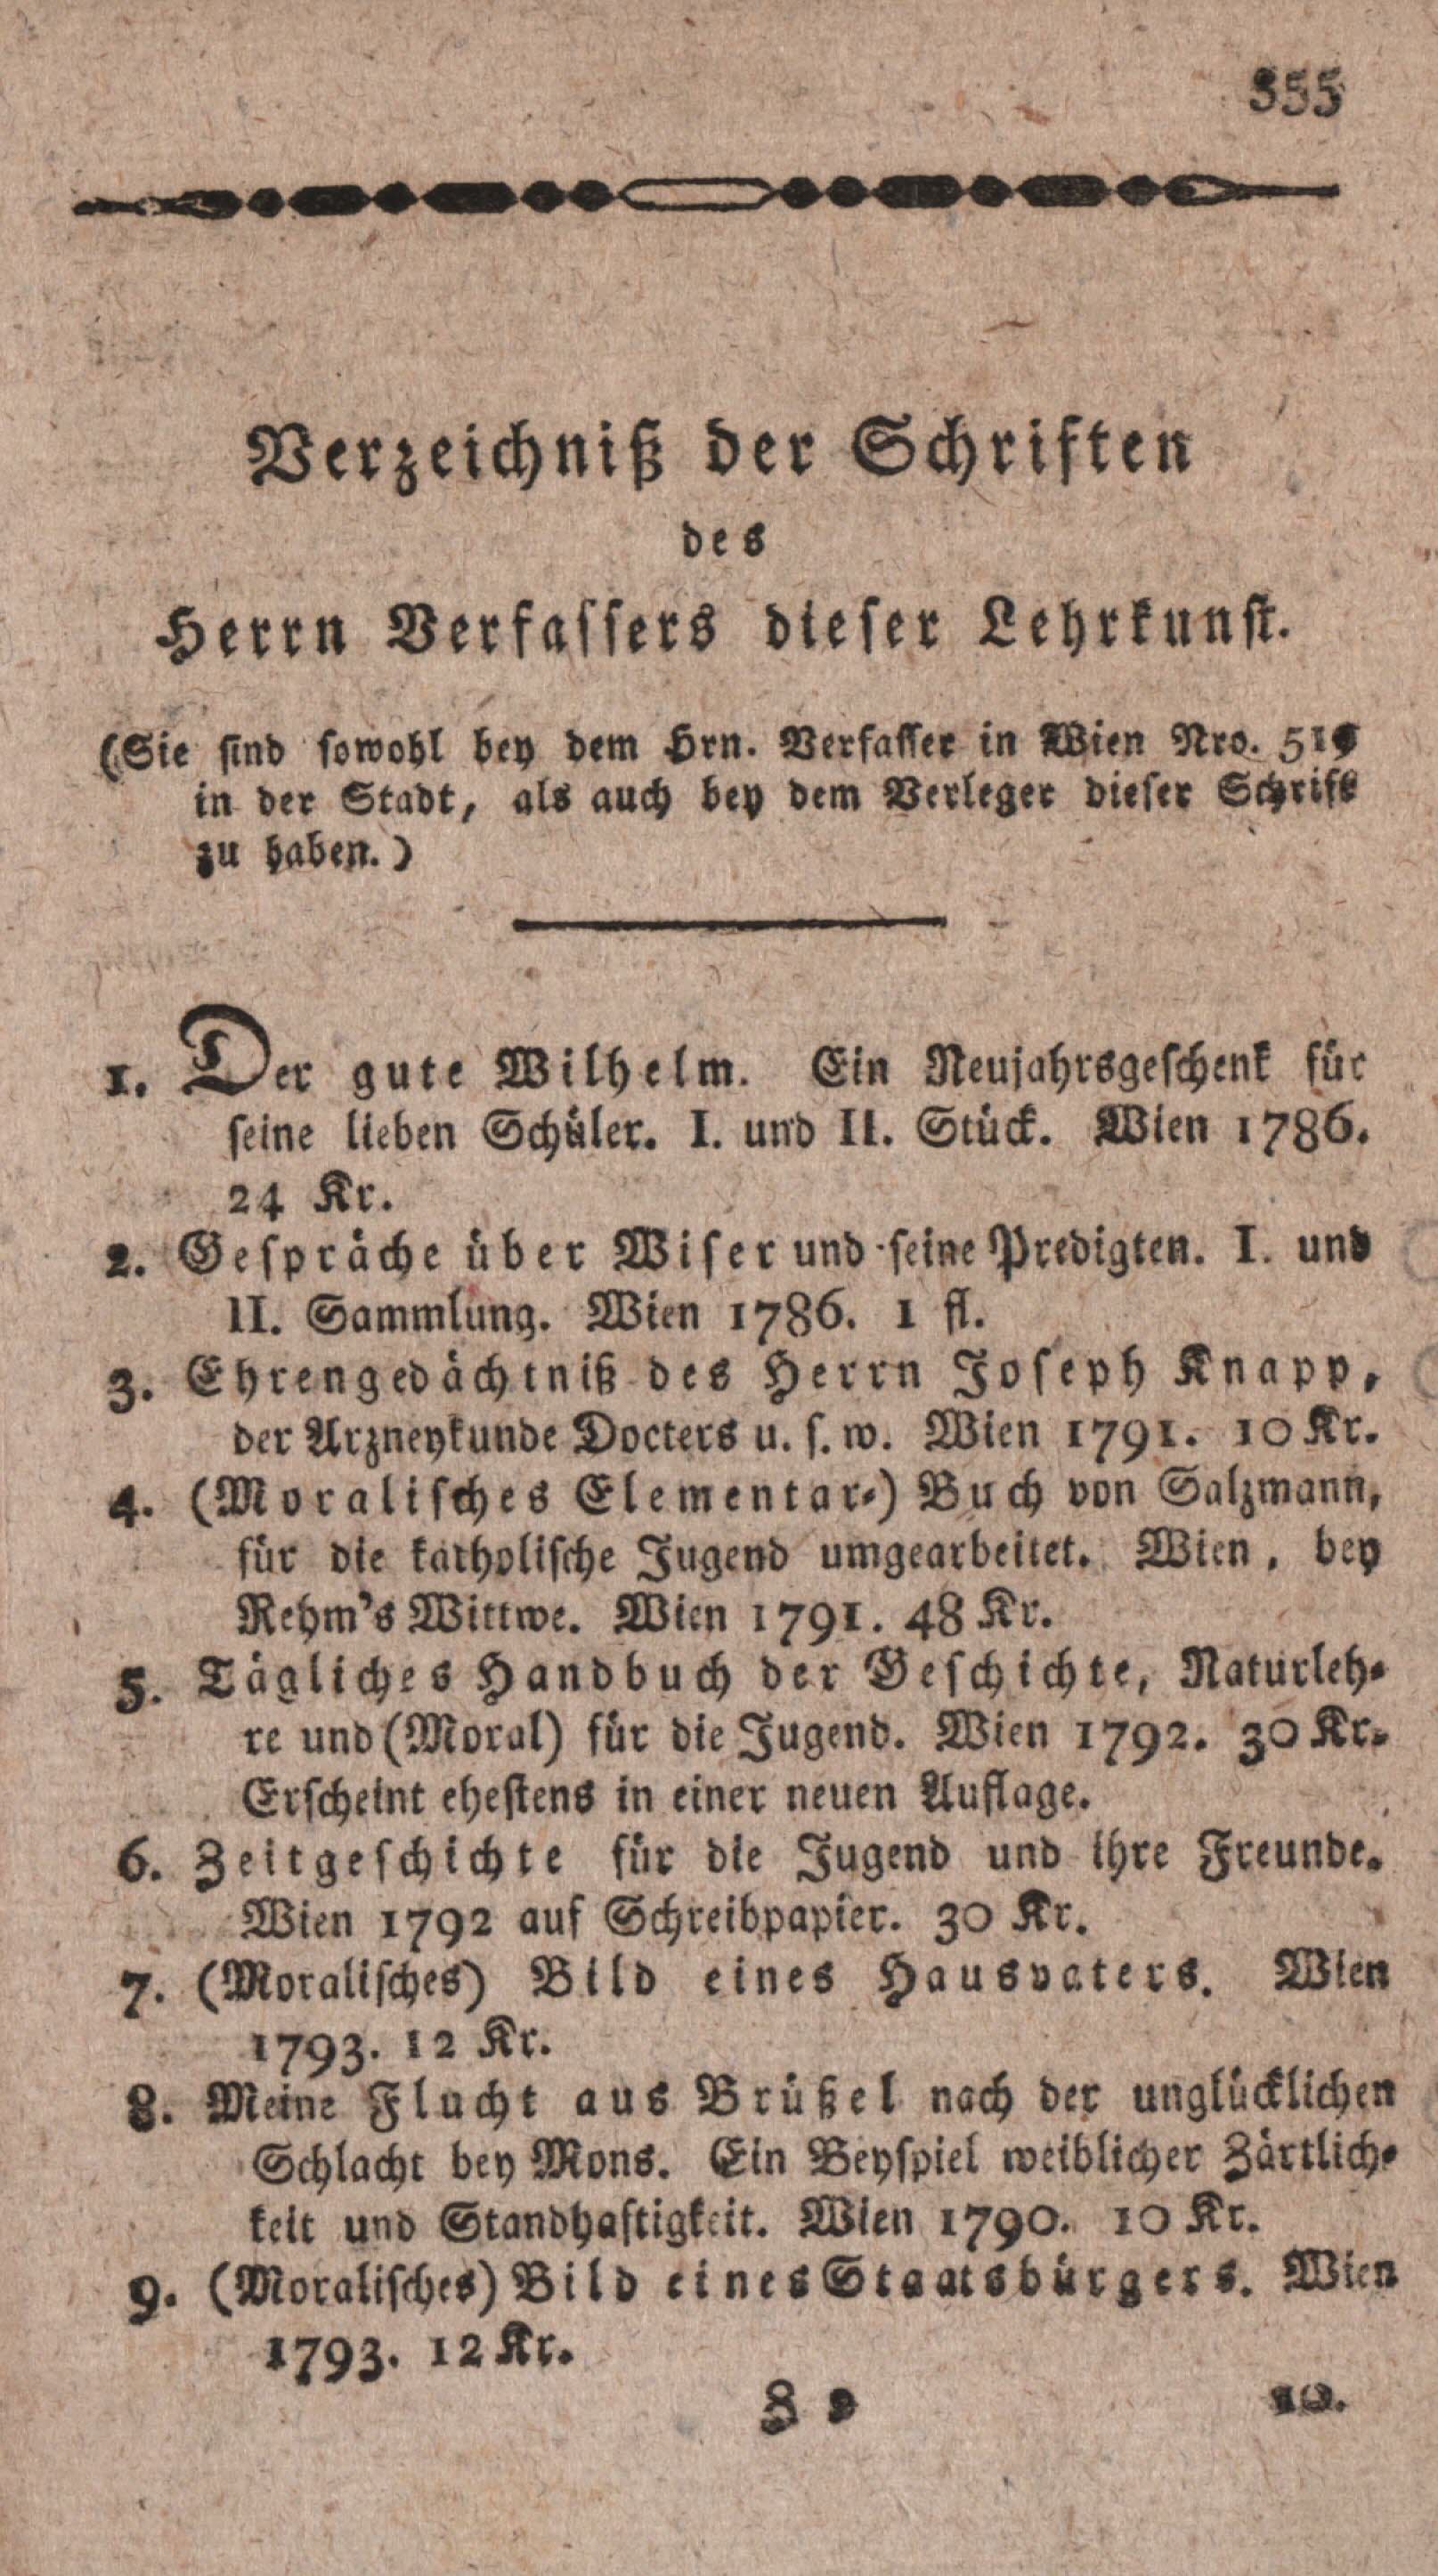 355
Verzeichniß der Schriften
des
Herrn Verfassers dieser Lehrkunst.
(Sie sind sowohl bey dem Hrn. Verfasser in Wien Nro.
in der Stadt, als auch bey dem Verleger dieser Schrift
zu haben.)
1. Der gute Wilhelm. Ein Neujahrsgeschenk für
seine lieben Schüler. I. und II. Stück. Wien 1786.
24 Kr.
2. Gespräche über Wiser und seine Predigten. I. und
II. Sammlung. Wien 1786. 1 fl.
3. Ehrengedächtniß des Herrn Joseph Knapp,
der Arzneykunde Docters u. s. w. Wien 1791. 10 Kr.
4. (Moralisches Elementar-) Buch von Salzmann,
für die katholische Jugend umgearbeitet. Wien, bey
Rehm's Wittwe. Wien 1791. 48 Kr.
5. Tägliches Handbuch der Geschichte, Naturleh-
re und (Moral) für die Jugend. Wien 1792. 30 Kr.
Erscheint ehestens in einer neuen Auflage.
6. Zeitgeschichte für die Jugend und ihre Freunde.
Wien 1792 auf Schreibpapier. 30 Kr.
7. (Moralisches) Bild eines Hausvaters. Wien
1793. 12 Kr.
8. Meine Flucht aus Brüßel nach der unglücklichen
Schlacht bey Mons. Ein Beyspiel weiblicher Zärtlich-
keit und Standhaftigkeit. Wien 1790. 10 Kr.
9. (Moralisches) Bild eines Staatsbürgers. Wien
1793. 12 Kr.
10.